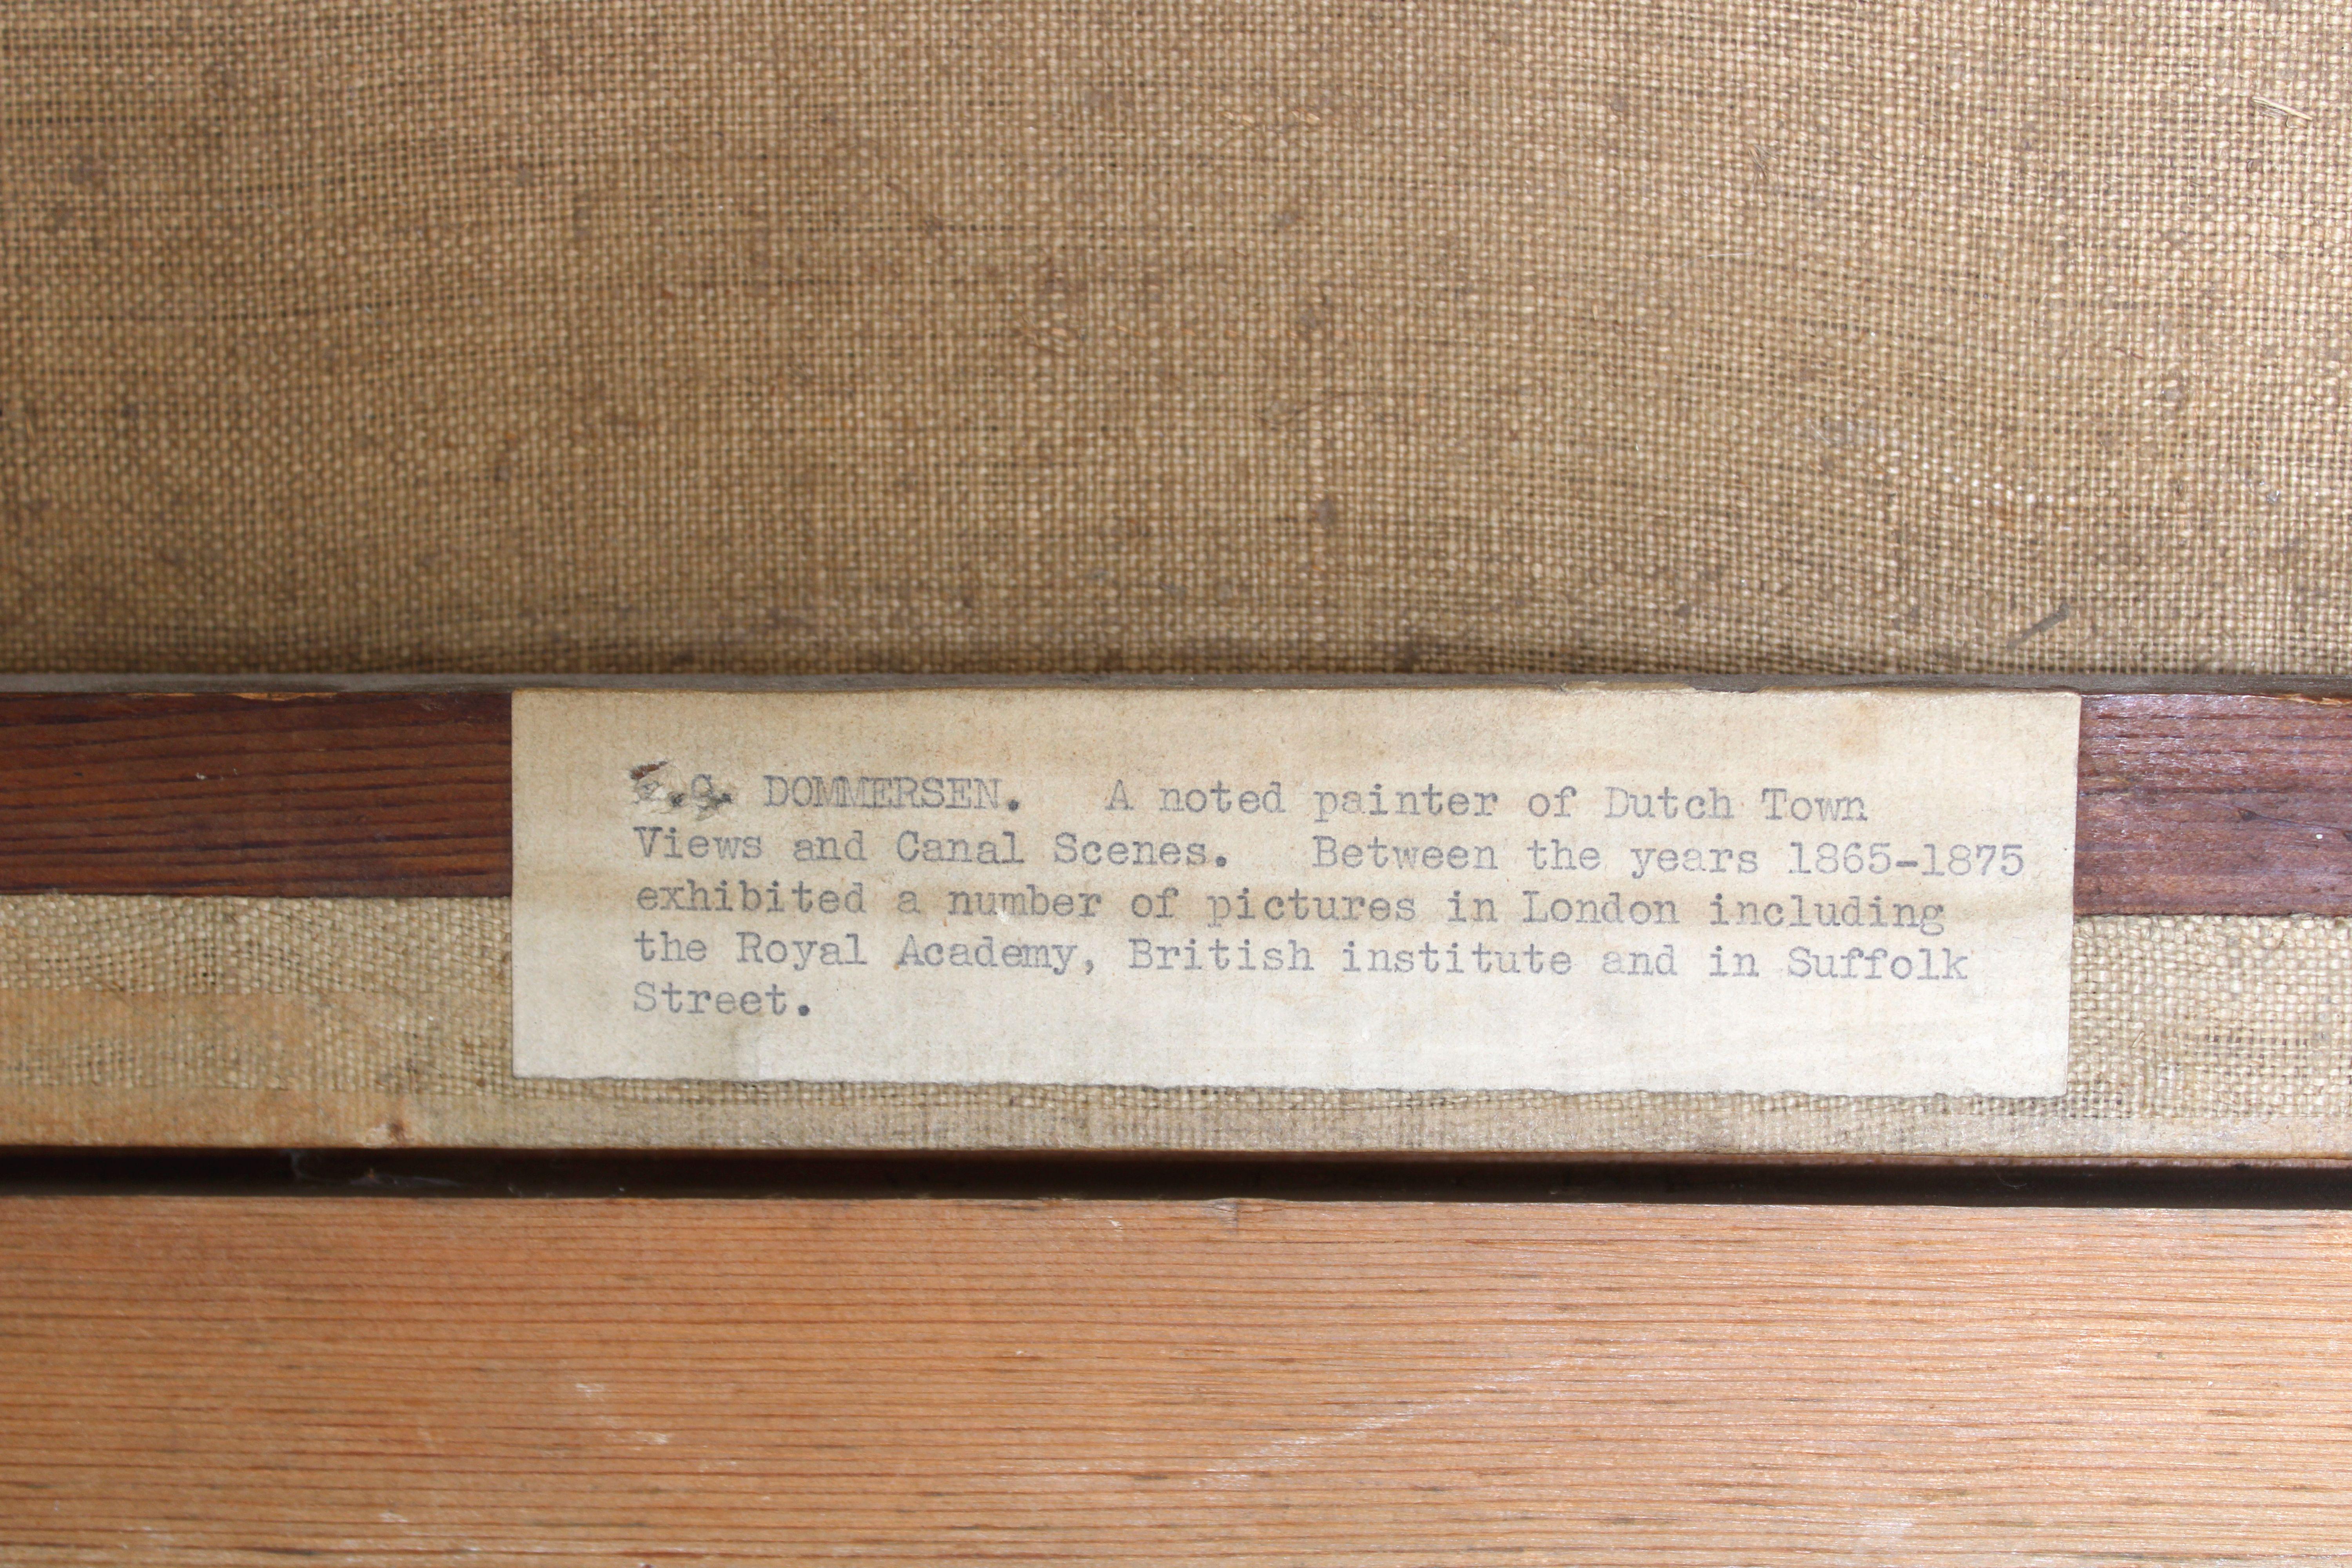 DOMMERSEN. A noted painter of Dutch Town
Views and Canal Scenes. Between the years 1865-1875
exhibited a number of pictures in London including
the Royal Academy, British institute and in Suffolk
Street.